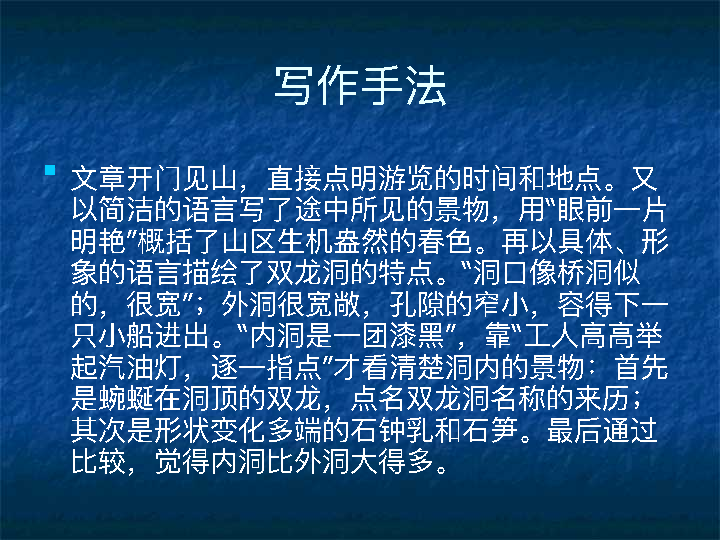 写作手法
文章开门见山，直接点明游览的时间和地点。又
以简洁的语言写了途中所见的景物，用“眼前一片
明艳”概括了山区生机盎然的春色。再以具体、形
象的语言描绘了双龙洞的特点。“洞口像桥洞似
的，很宽”；外洞很宽敞，孔隙的窄小，容得下一
只小船进出。“内洞是一团漆黑”，靠“工人高高举
起汽油灯，逐一指点”才看清楚洞内的景物：首先
是蜿蜒在洞顶的双龙，点名双龙洞名称的来历；
其次是形状变化多端的石钟乳和石笋。最后通过
比较，觉得内洞比外洞大得多。